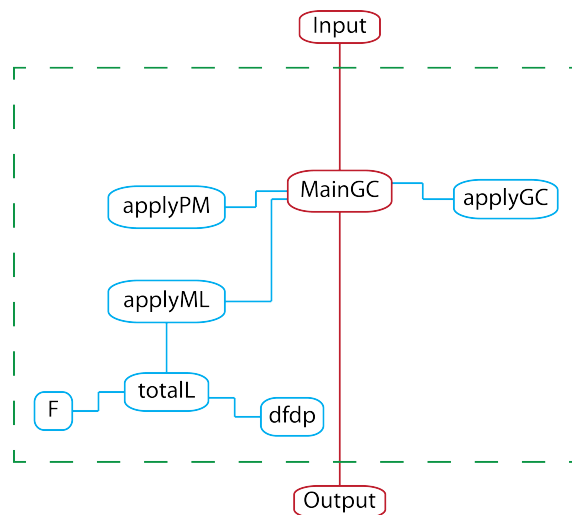 Input
MainGC
applyPM
applyGC
applyML
totalL
F
dfdp
Output